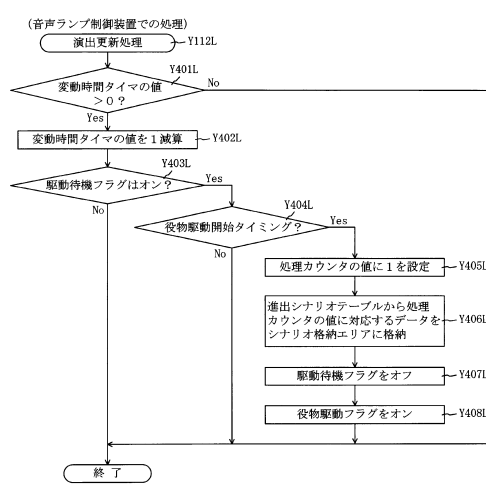 (音声ランプ制御装置での処理)
演出更新処理
Y112L
Y401L
変動時間タイマの値
>0?
No
Yes
変動時間タイマの値を1減算
Y402L
Y403L
駆動待機フラグはオン?
Yes
No
Y404L
役物駆動開始タイミング?
Yes
No
処理カウンタの値に1を設定
Y405L
進出シナリオテーブルから処理
カウンタの値に対応するデータを
シナリオ格納エリアに格納
Y406L
駆動待機フラグをオフ
Y407L
役物駆動フラグをオン
Y408L
終了